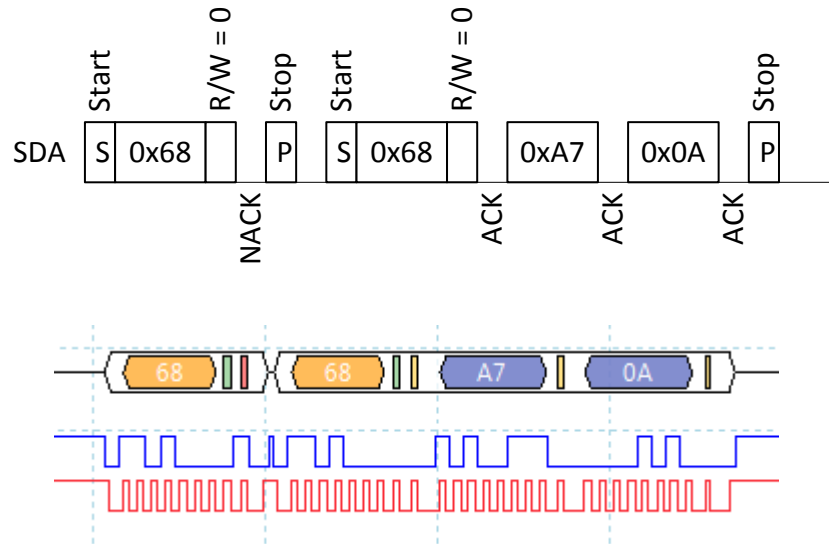 Start R/W = 0 Stop Start R/W = 0 Stop
SDA S 0x68 P S 0x68 0xA7 0x0A P
NACK ACK ACK ACK
68 68 A7 0A